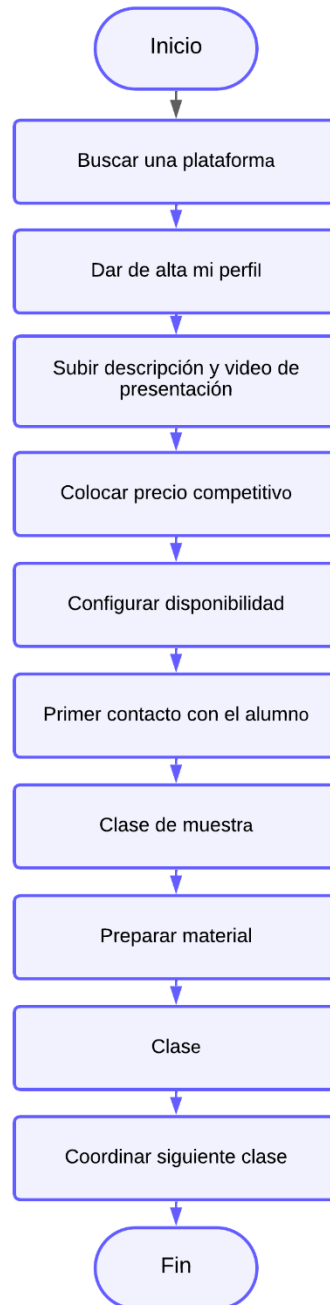 Inicio
Buscar una plataforma
Dar de alta mi perfil
Subir descripción y video de
presentación
Colocar precio competitivo
Configurar disponibilidad
Primer contacto con el alumno
Clase de muestra
Preparar material
Clase
Coordinar siguiente clase
Fin